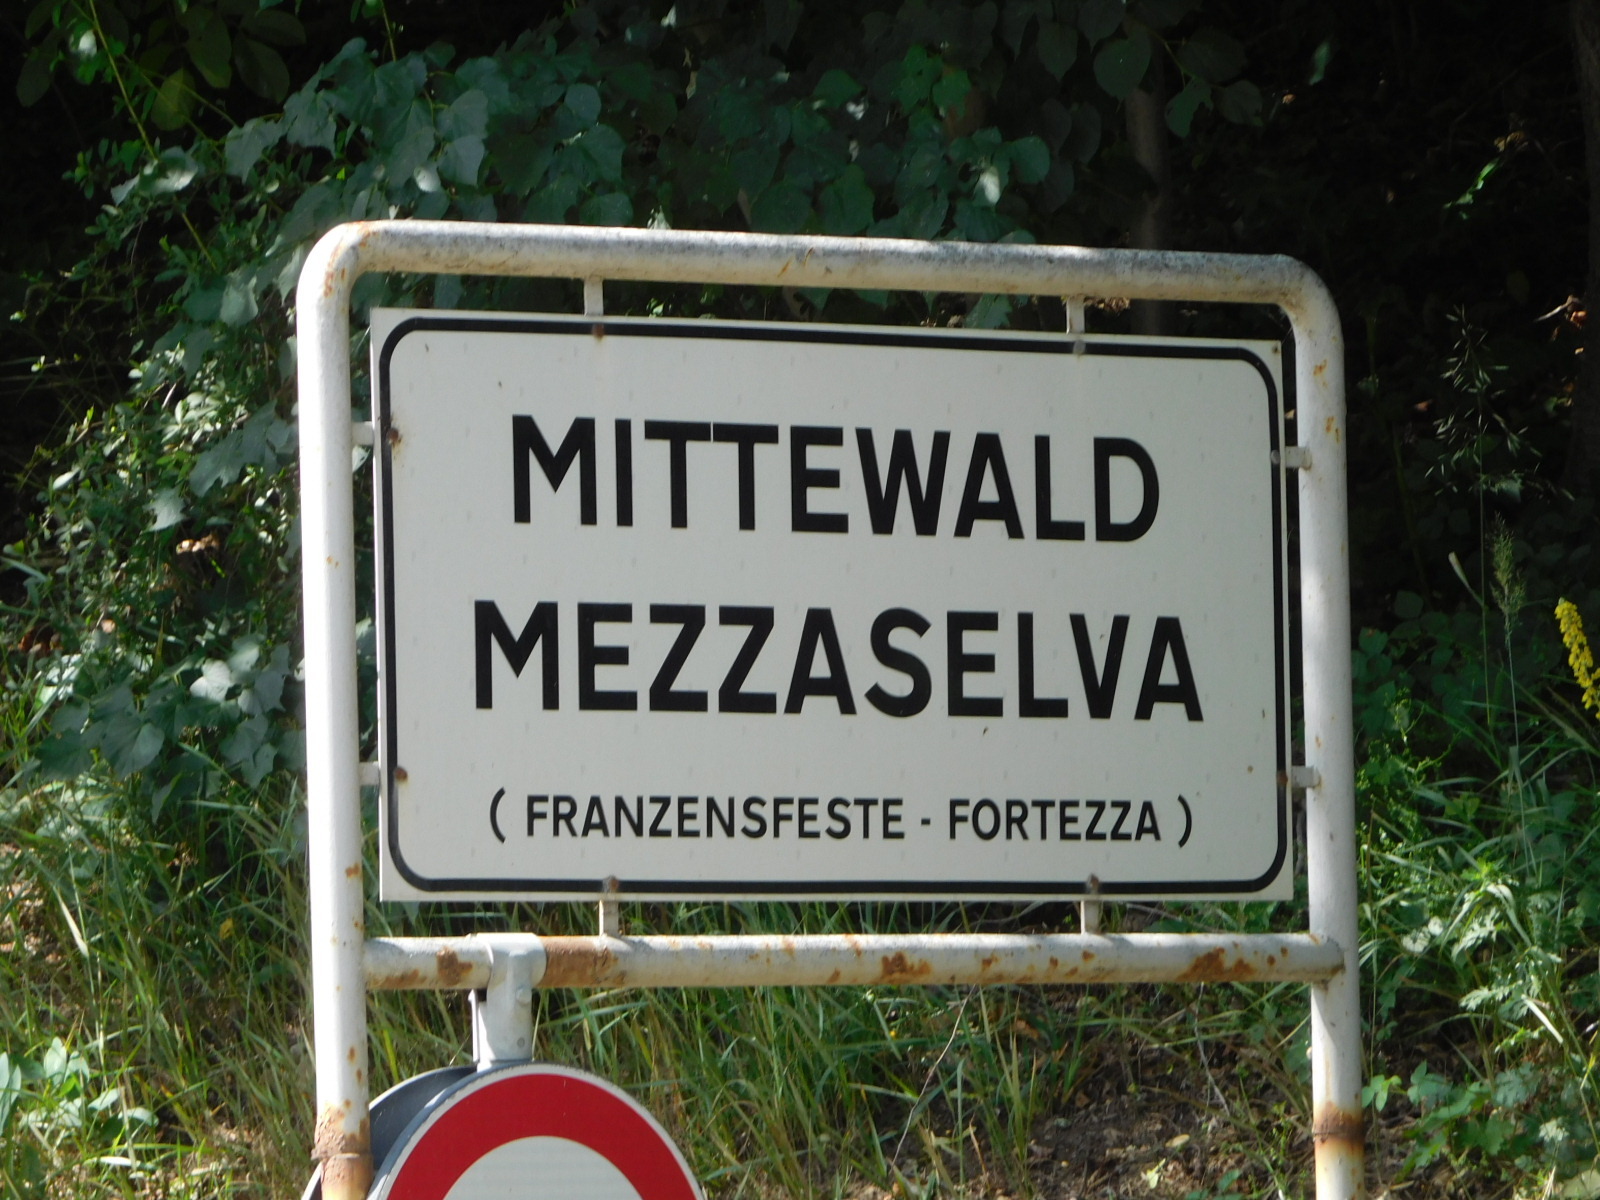 MITTEWALD
MEZZASELVA
( FRANZENSFESTE - FORTEZZA )